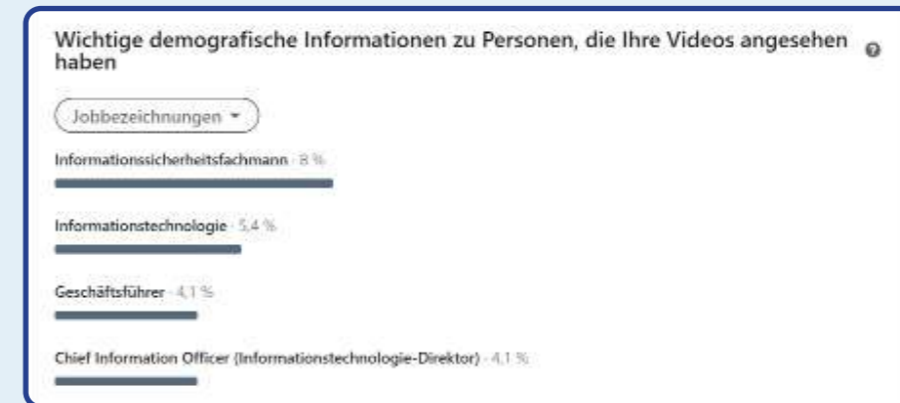 Wichtige demografische Informationen zu Personen, die Ihre Videos angesehen
haben
Jobbezeichnungen
Informationssicherheitsfachmann · 8 %
Informationstechnologie · 5,4 %
Geschäftsführer · 4,1 %
Chief Information Officer (Informationstechnologie-Direktor) · 4,1 %